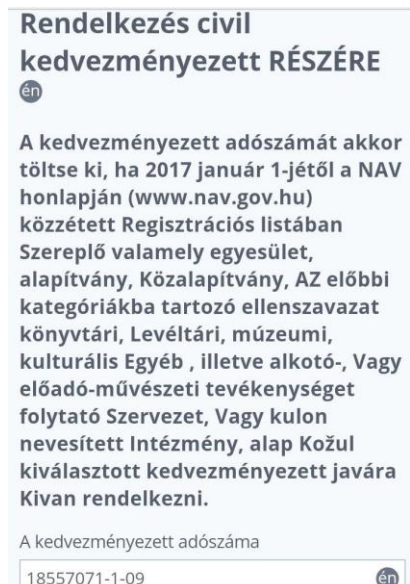 Rendelkezés civil
kedvezményezett RÉSZÉRE
én
A kedvezményezett adószámát akkor
töltse ki, ha 2017 január 1-jétől a NAV
honlapján (www.nav.gov.hu)
közzétett Regisztrációs listában
Szereplő valamely egyesület,
alapítvány, Közalapítvány, AZ előbbi
kategóriákba tartozó ellenszavazat
könyvtári, Levéltári, múzeumi,
kulturális Egyéb , illetve alkotó-, Vagy
előadó-művészeti tevékenységet
folytató Szervezet, Vagy kulon
nevesített Intézmény, alap Kožul
kiválasztott kedvezményezett javára
Kivan rendelkezni.
A kedvezményezett adószáma
18557071-1-09 én